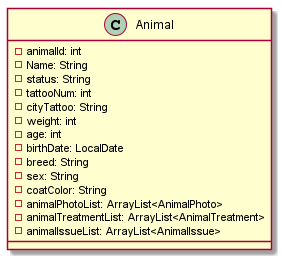 C Animal
animalId: int
Name: String
status: String
tattooNum: int
cityTattoo: String
weight: int
age: int
birthDate: LocalDate
breed: String
sex: String
coatColor: String
animalPhotoList: ArrayList<AnimalPhoto>
animalTreatmentList: ArrayList<AnimalTreatment>
animalIssueList: ArrayList<AnimalIssue>